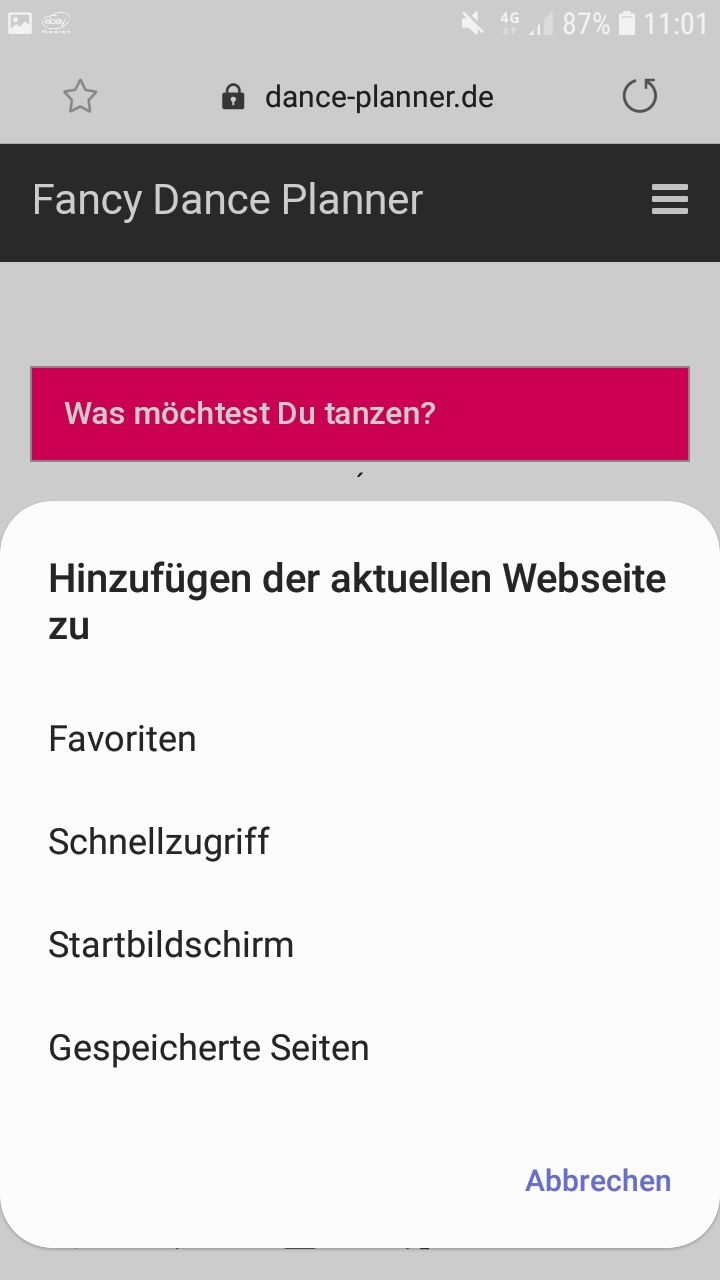 4G 87% 11:01
dance-planner.de
Fancy Dance Planner
Was möchtest Du tanzen?
Hinzufügen der aktuellen Webseite
zu
Favoriten
Schnellzugriff
Startbildschirm
Gespeicherte Seiten
Abbrechen